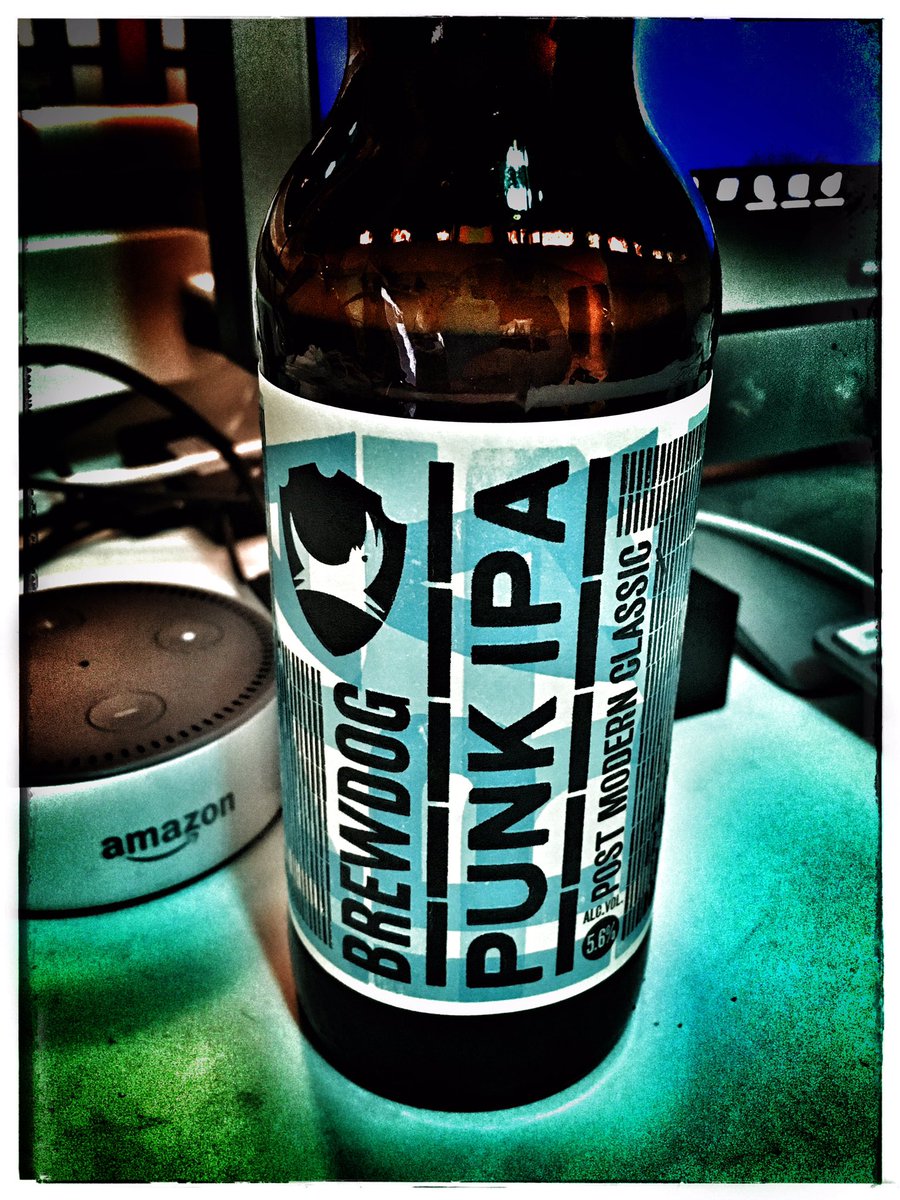 BREWDOG
PUNK IPA
POST MODERN CLASSIC
ALC. VOL.
5.6%
amazon